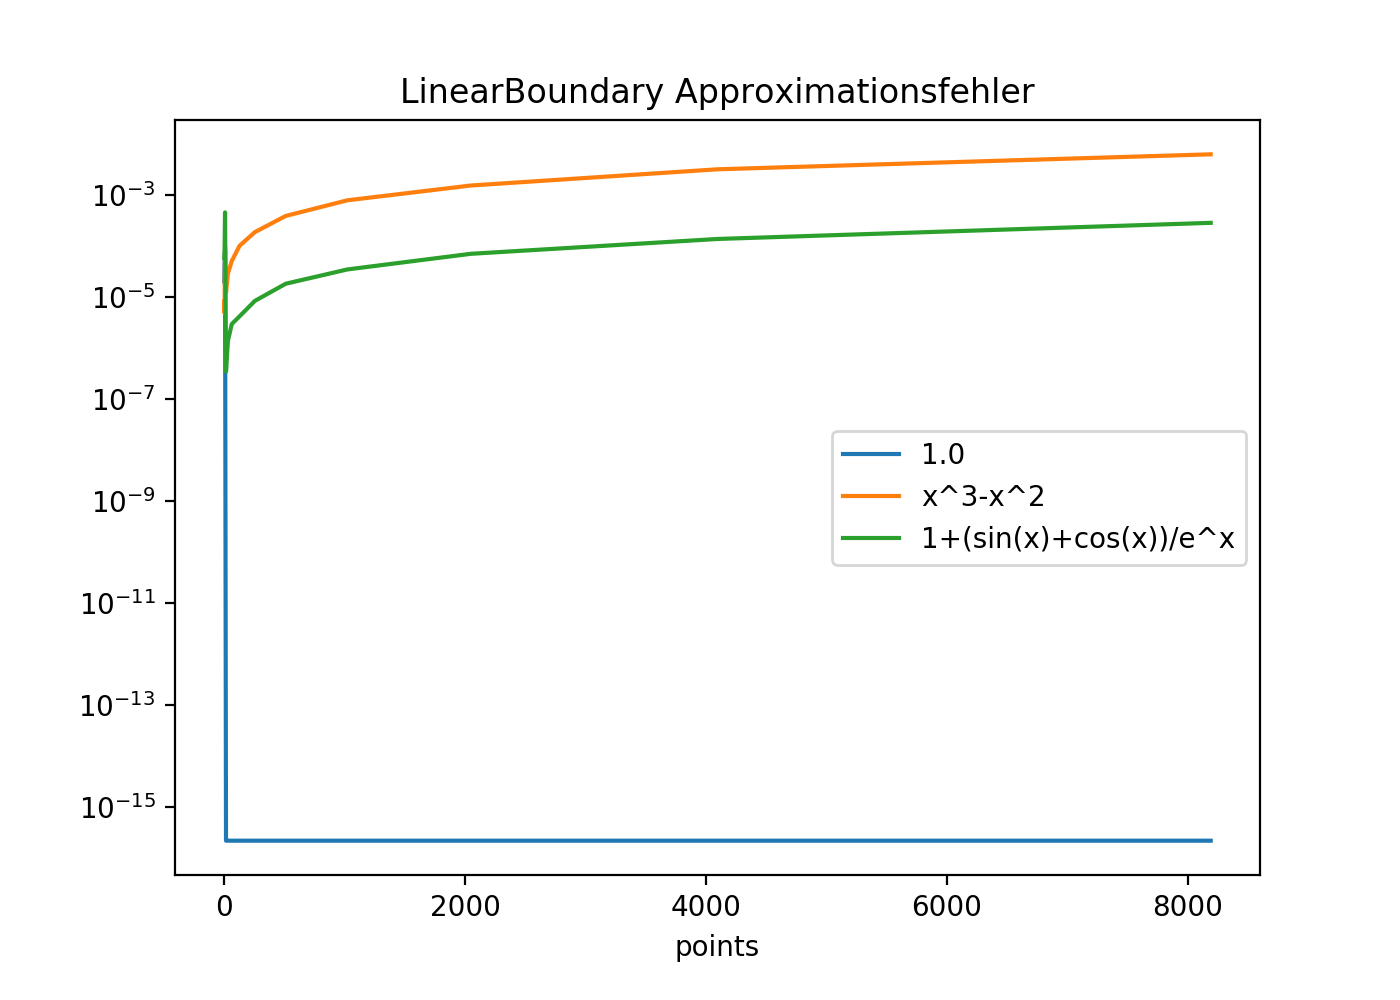 LinearBoundary Approximationsfehler
10⁻³
10⁻⁵
10⁻⁷
10⁻⁹
10⁻¹¹
10⁻¹³
10⁻¹⁵
1.0
x^3-x^2
1+(sin(x)+cos(x))/e^x
0 2000 4000 6000 8000
points